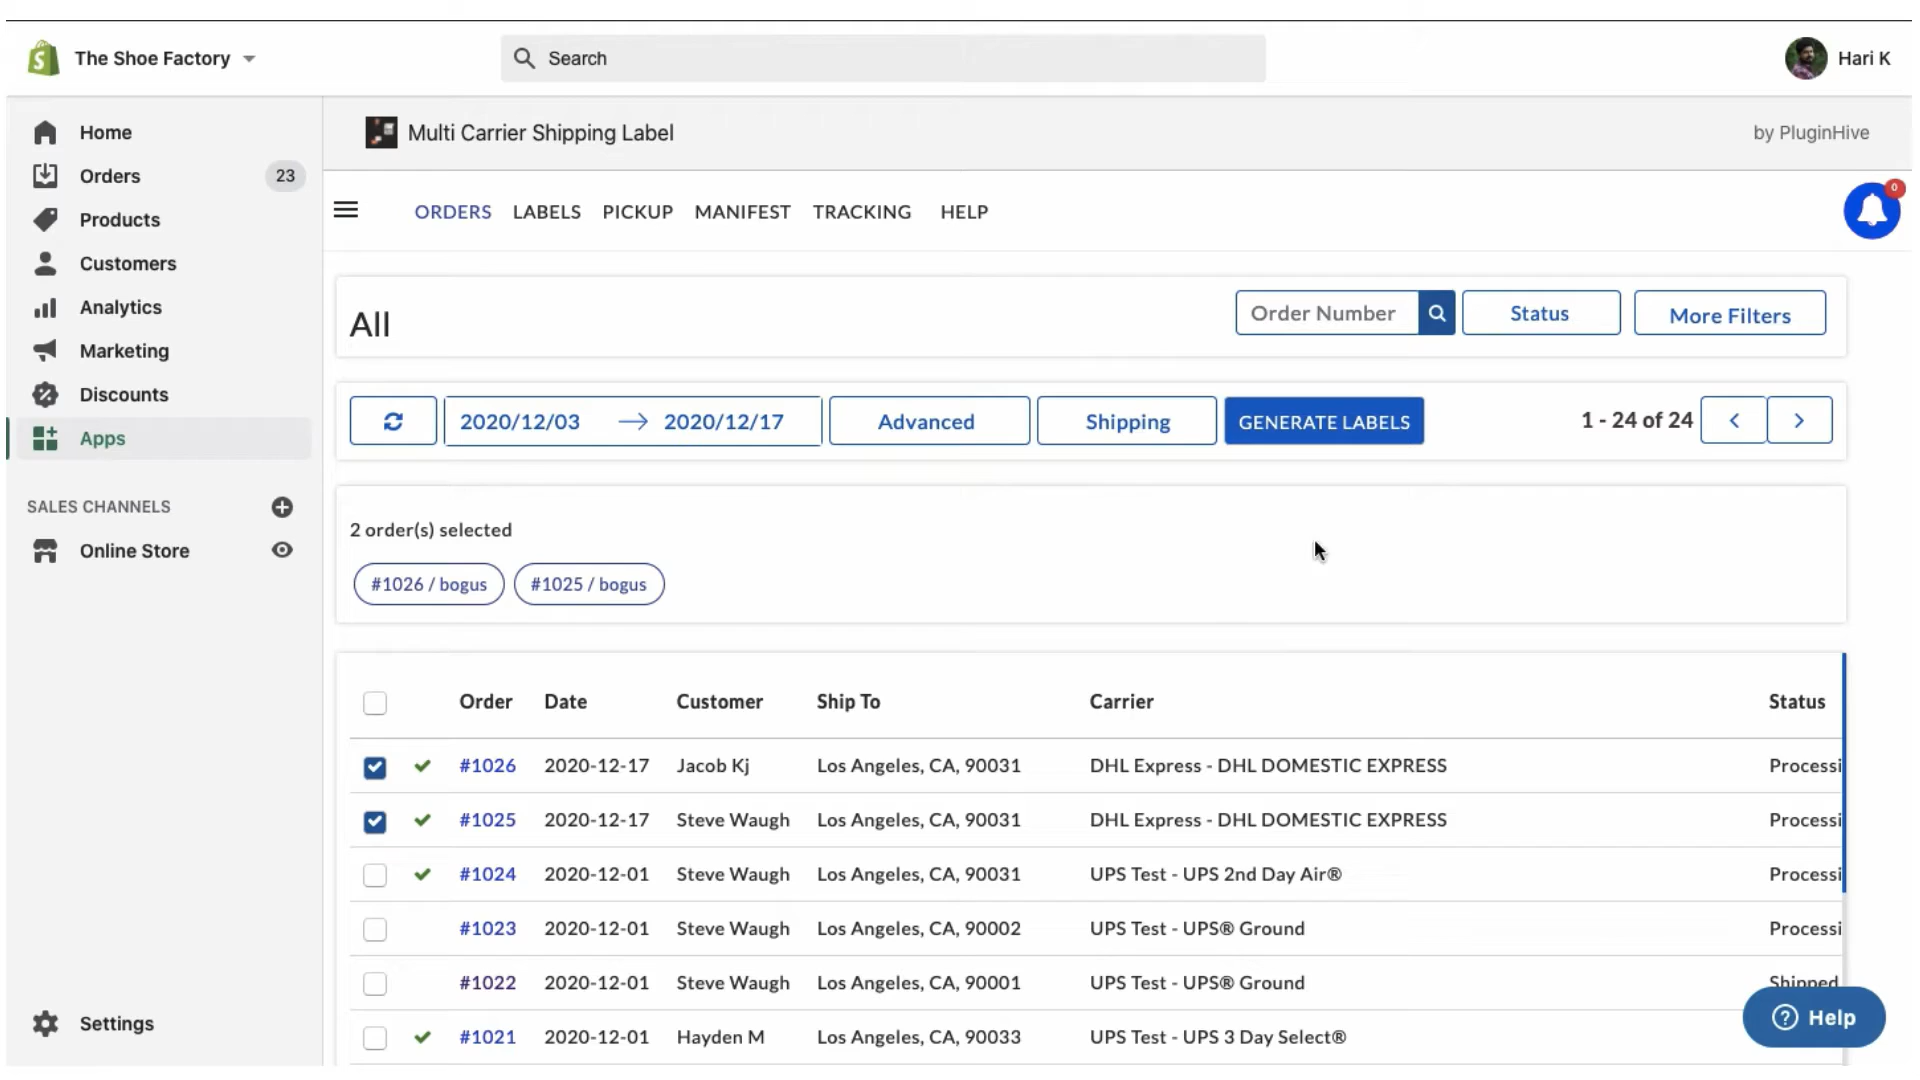 The Shoe Factory
Search
Hari K
Home
Orders 23
Products
Customers
Analytics
Marketing
Discounts
Apps
SALES CHANNELS
Online Store
Settings
Multi Carrier Shipping Label
by PluginHive
ORDERS LABELS PICKUP MANIFEST TRACKING HELP
0
All
Order Number Status More Filters
2020/12/03 → 2020/12/17 Advanced Shipping GENERATE LABELS 1 - 24 of 24 < >
2 order(s) selected
#1026 / bogus #1025 / bogus
Order Date Customer Ship To Carrier Status
#1026 2020-12-17 Jacob Kj Los Angeles, CA, 90031 DHL Express - DHL DOMESTIC EXPRESS Processi
#1025 2020-12-17 Steve Waugh Los Angeles, CA, 90031 DHL Express - DHL DOMESTIC EXPRESS Processi
#1024 2020-12-01 Steve Waugh Los Angeles, CA, 90031 UPS Test - UPS 2nd Day Air® Processi
#1023 2020-12-01 Steve Waugh Los Angeles, CA, 90002 UPS Test - UPS® Ground Processi
#1022 2020-12-01 Steve Waugh Los Angeles, CA, 90001 UPS Test - UPS® Ground Shipped
#1021 2020-12-01 Hayden M Los Angeles, CA, 90033 UPS Test - UPS 3 Day Select®
Help